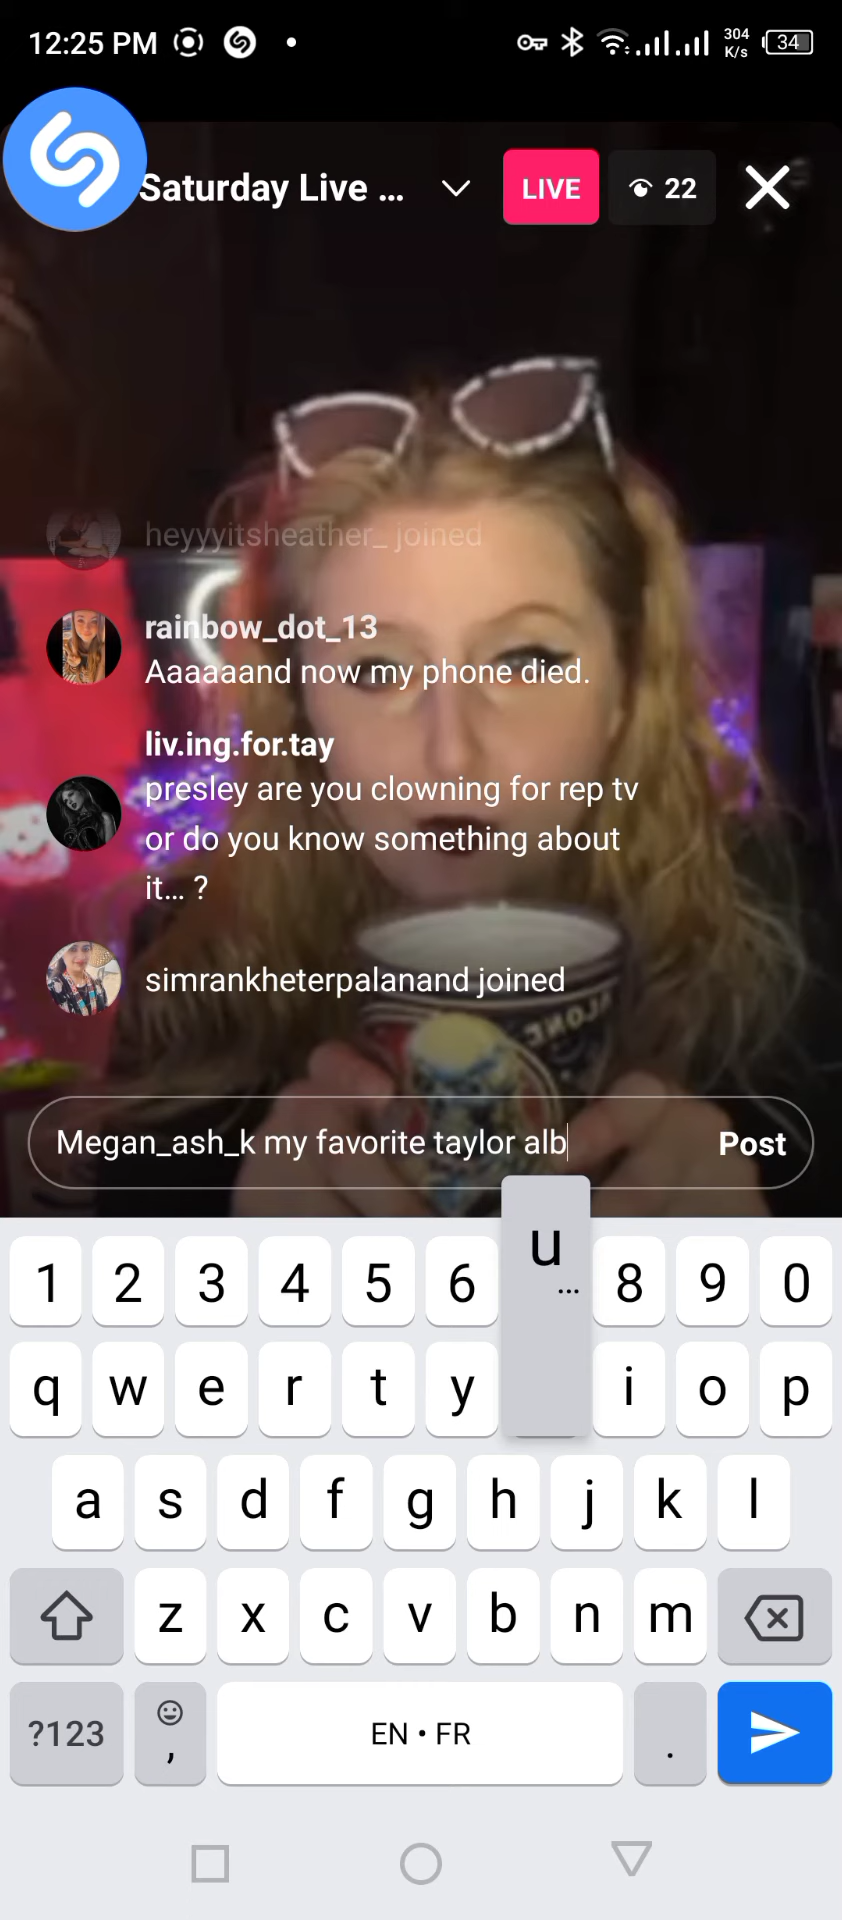 12:25 PM
304
K/s
34
Saturday Live ...
LIVE
22
heyyyitsheather_ joined
rainbow_dot_13
Aaaaaand now my phone died.
liv.ing.for.tay
presley are you clowning for rep tv
or do you know something about
it... ?
simrankheterpalanand joined
ALONE
Megan_ash_k my favorite taylor alb
Post
u
...
1 2 3 4 5 6 8 9 0
q w e r t y i o p
a s d f g h j k l
z x c v b n m
?123 , EN • FR .